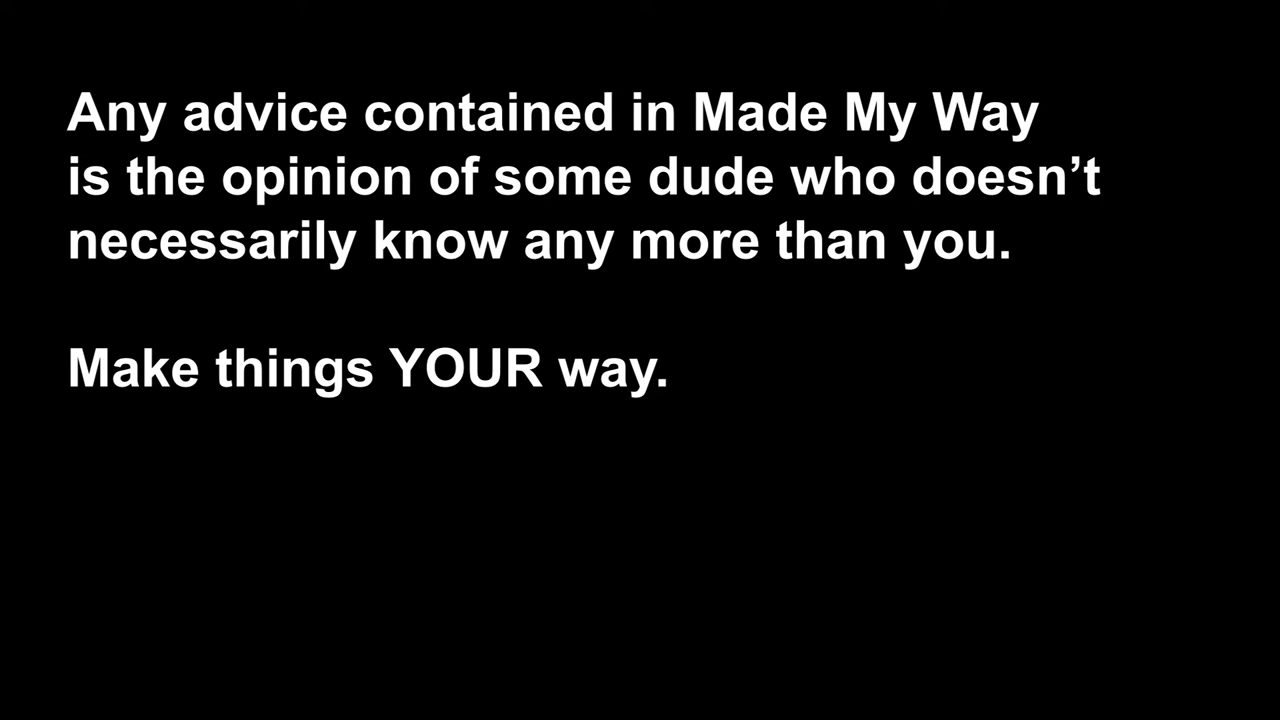 Any advice contained in Made My Way
is the opinion of some dude who doesn’t
necessarily know any more than you.
Make things YOUR way.